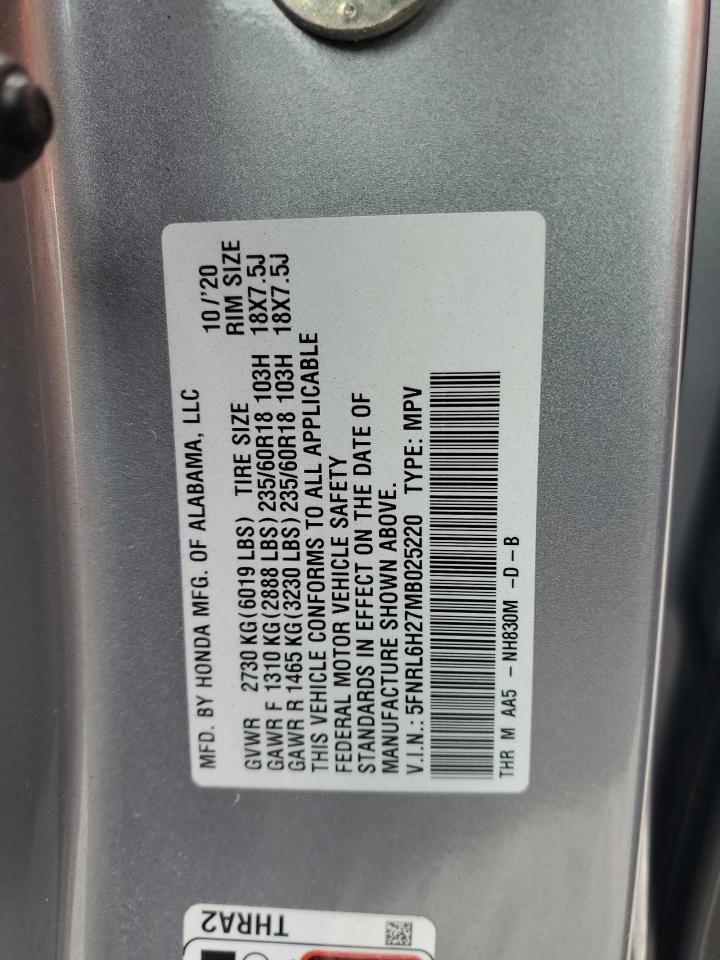 MFD. BY HONDA MFG. OF ALABAMA, LLC 10/'20
GVWR 2730 KG(6019 LBS) TIRE SIZE RIM SIZE
GAWR F 1310 KG(2888 LBS)235/60R18 103H 18X7.5J
GAWR R 1465 KG(3230 LBS)235/60R18 103H 18X7.5J
THIS VEHICLE CONFORMS TO ALL APPLICABLE
FEDERAL MOTOR VEHICLE SAFETY
STANDARDS IN EFFECT ON THE DATE OF
MANUFACTURE SHOWN ABOVE.
V.I.N.: 5FNRL6H27MB025220 TYPE: MPV
THR M AA5 - NH830M -D-B
THRA2